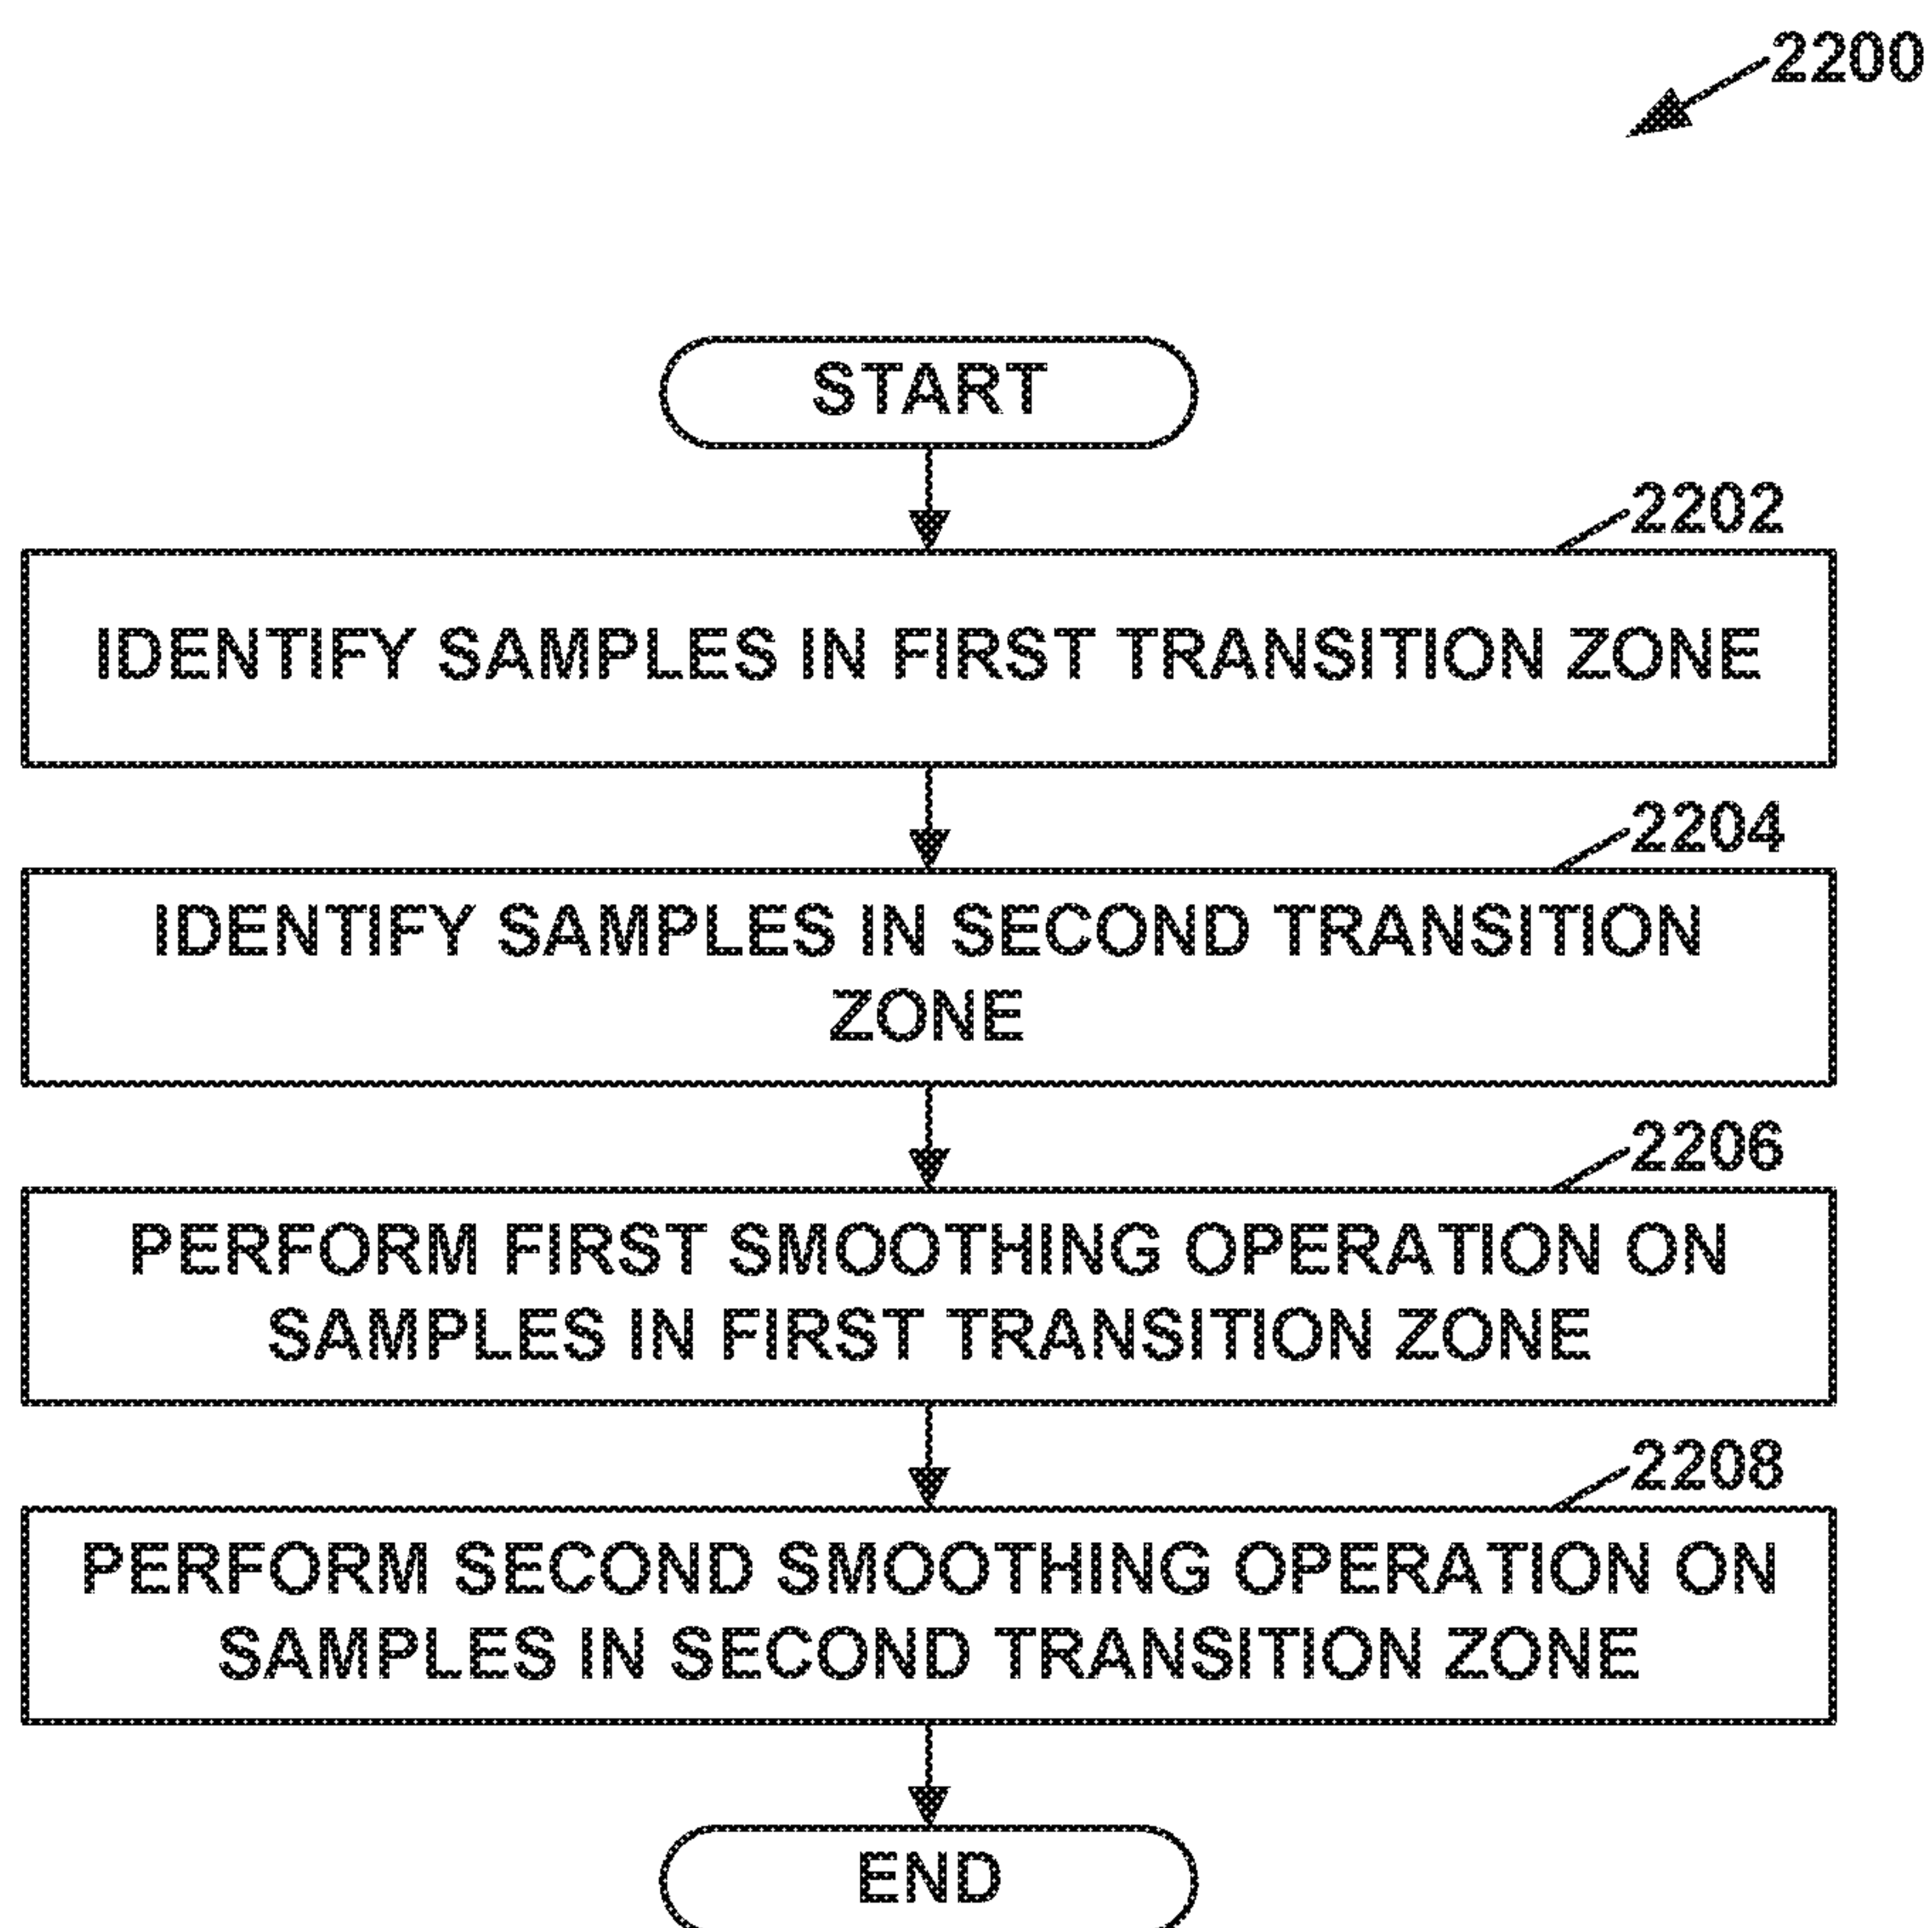 2200
START
2202
IDENTIFY SAMPLES IN FIRST TRANSITION ZONE
2204
IDENTIFY SAMPLES IN SECOND TRANSITION
ZONE
2206
PERFORM FIRST SMOOTHING OPERATION ON
SAMPLES IN FIRST TRANSITION ZONE
2208
PERFORM SECOND SMOOTHING OPERATION ON
SAMPLES IN SECOND TRANSITION ZONE
END